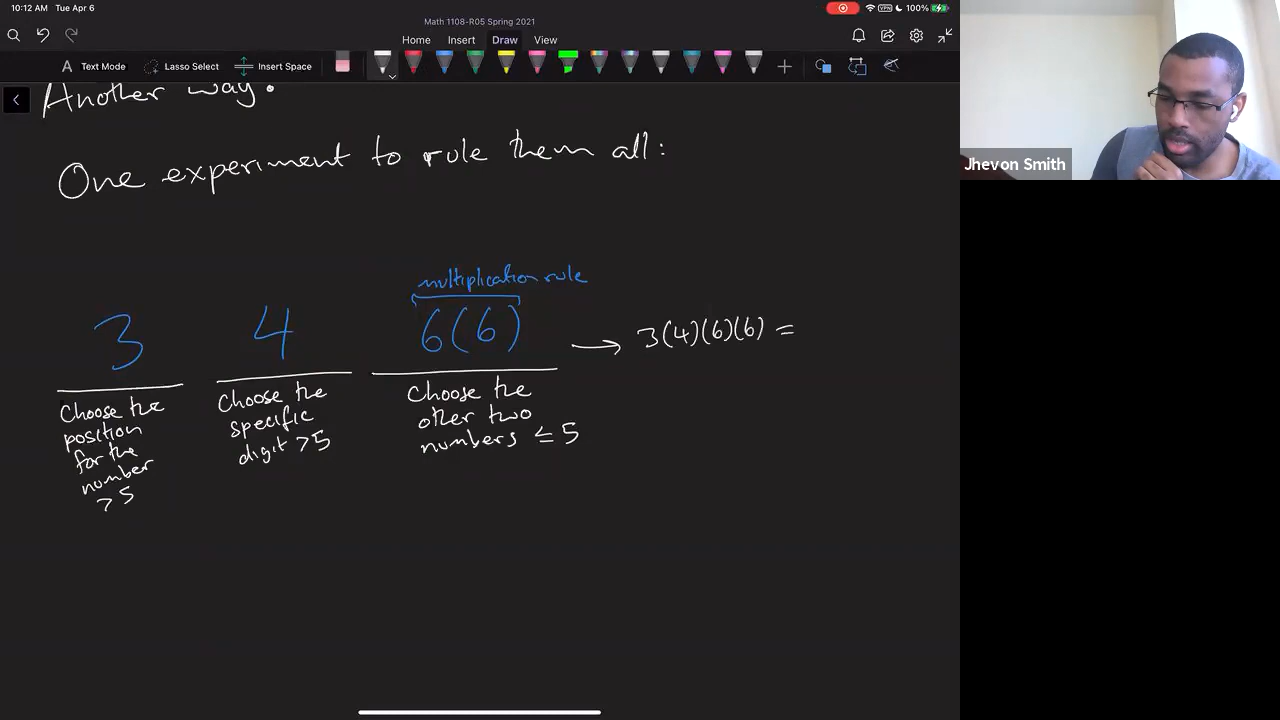 10:12 AM Tue Apr 6
100%
Math 1108-R05 Spring 2021
Home Insert Draw View
Text Mode Lasso Select Insert Space
Another way:
One experiment to rule them all:
multiplication rule
3 4 6(6) → 3(4)(6)(6) =
Choose the
position
for the
number
> 5
Choose the
specific
digit > 5
Choose the
other two
numbers ≤ 5
Jhevon Smith